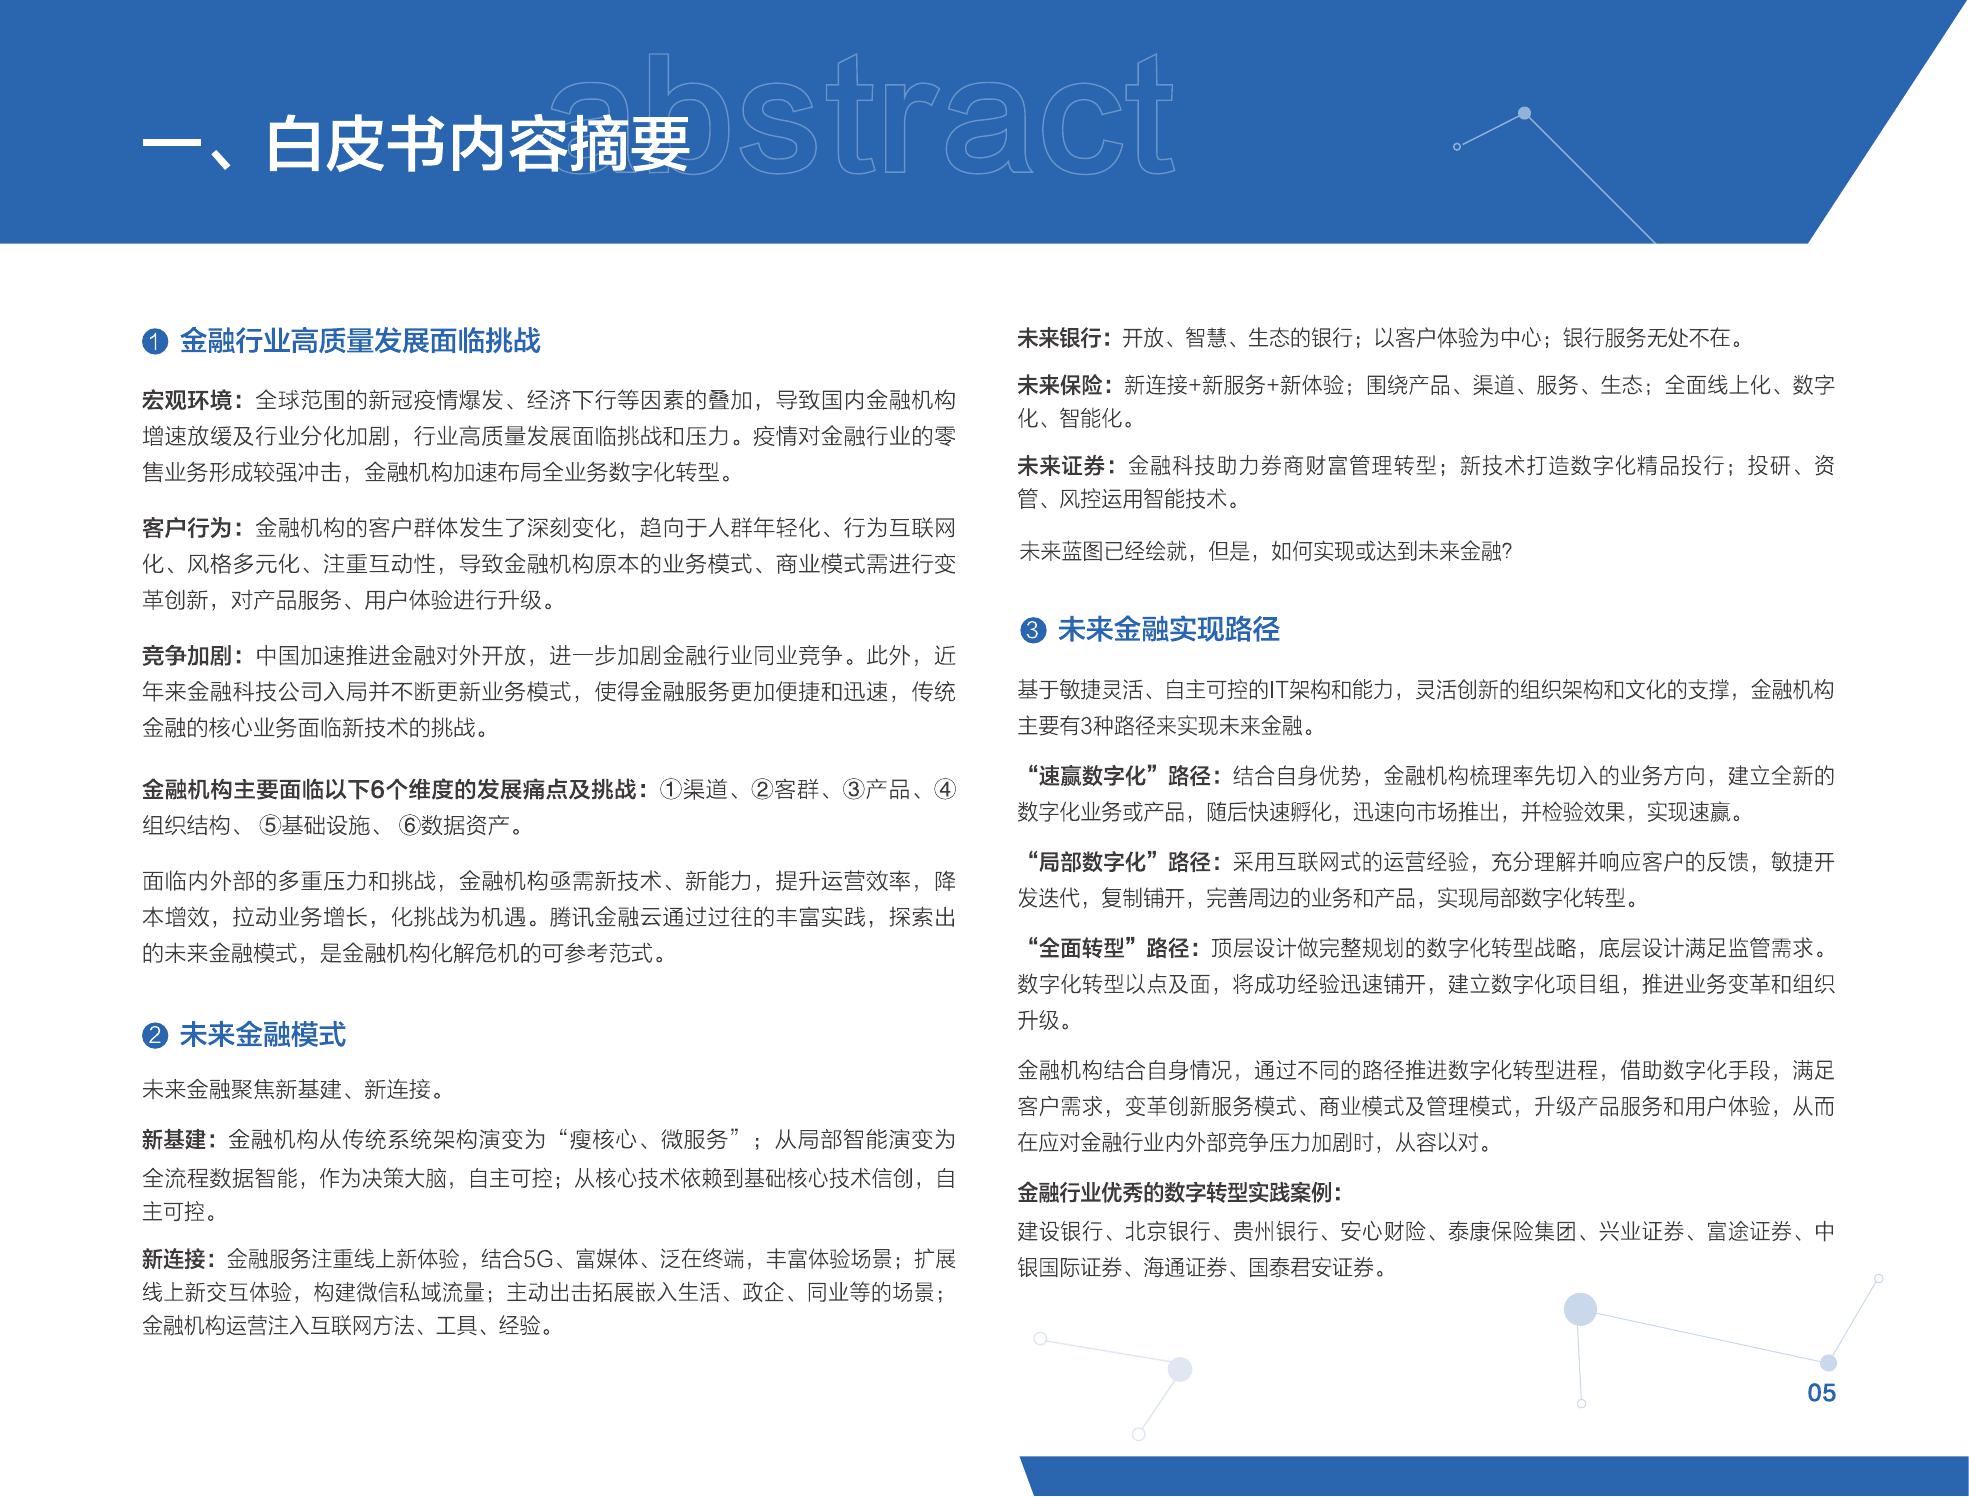 abstract
一、白皮书内容摘要
1 金融行业高质量发展面临挑战
宏观环境：全球范围的新冠疫情爆发、经济下行等因素的叠加，导致国内金融机构
增速放缓及行业分化加剧，行业高质量发展面临挑战和压力。疫情对金融行业的零
售业务形成较强冲击，金融机构加速布局全业务数字化转型。
客户行为：金融机构的客户群体发生了深刻变化，趋向于人群年轻化、行为互联网
化、风格多元化、注重互动性，导致金融机构原本的业务模式、商业模式需进行变
革创新，对产品服务、用户体验进行升级。
竞争加剧：中国加速推进金融对外开放，进一步加剧金融行业同业竞争。此外，近
年来金融科技公司入局并不断更新业务模式，使得金融服务更加便捷和迅速，传统
金融的核心业务面临新技术的挑战。
金融机构主要面临以下6个维度的发展痛点及挑战：①渠道、②客群、③产品、④
组织结构、 ⑤基础设施、 ⑥数据资产。
面临内外部的多重压力和挑战，金融机构亟需新技术、新能力，提升运营效率，降
本增效，拉动业务增长，化挑战为机遇。腾讯金融云通过过往的丰富实践，探索出
的未来金融模式，是金融机构化解危机的可参考范式。
2 未来金融模式
未来金融聚焦新基建、新连接。
新基建：金融机构从传统系统架构演变为“瘦核心、微服务”；从局部智能演变为
全流程数据智能，作为决策大脑，自主可控；从核心技术依赖到基础核心技术信创，自
主可控。
新连接：金融服务注重线上新体验，结合5G、富媒体、泛在终端，丰富体验场景；扩展
线上新交互体验，构建微信私域流量；主动出击拓展嵌入生活、政企、同业等的场景；
金融机构运营注入互联网方法、工具、经验。
未来银行：开放、智慧、生态的银行；以客户体验为中心；银行服务无处不在。
未来保险：新连接+新服务+新体验；围绕产品、渠道、服务、生态；全面线上化、数字
化、智能化。
未来证券：金融科技助力券商财富管理转型；新技术打造数字化精品投行；投研、资
管、风控运用智能技术。
未来蓝图已经绘就，但是，如何实现或达到未来金融?
3 未来金融实现路径
基于敏捷灵活、自主可控的IT架构和能力，灵活创新的组织架构和文化的支撑，金融机构
主要有3种路径来实现未来金融。
“速赢数字化”路径：结合自身优势，金融机构梳理率先切入的业务方向，建立全新的
数字化业务或产品，随后快速孵化，迅速向市场推出，并检验效果，实现速赢。
“局部数字化”路径：采用互联网式的运营经验，充分理解并响应客户的反馈，敏捷开
发迭代，复制铺开，完善周边的业务和产品，实现局部数字化转型。
“全面转型”路径：顶层设计做完整规划的数字化转型战略，底层设计满足监管需求。
数字化转型以点及面，将成功经验迅速铺开，建立数字化项目组，推进业务变革和组织
升级。
金融机构结合自身情况，通过不同的路径推进数字化转型进程，借助数字化手段，满足
客户需求，变革创新服务模式、商业模式及管理模式，升级产品服务和用户体验，从而
在应对金融行业内外部竞争压力加剧时，从容以对。
金融行业优秀的数字转型实践案例：
建设银行、北京银行、贵州银行、安心财险、泰康保险集团、兴业证券、富途证券、中
银国际证券、海通证券、国泰君安证券。
05